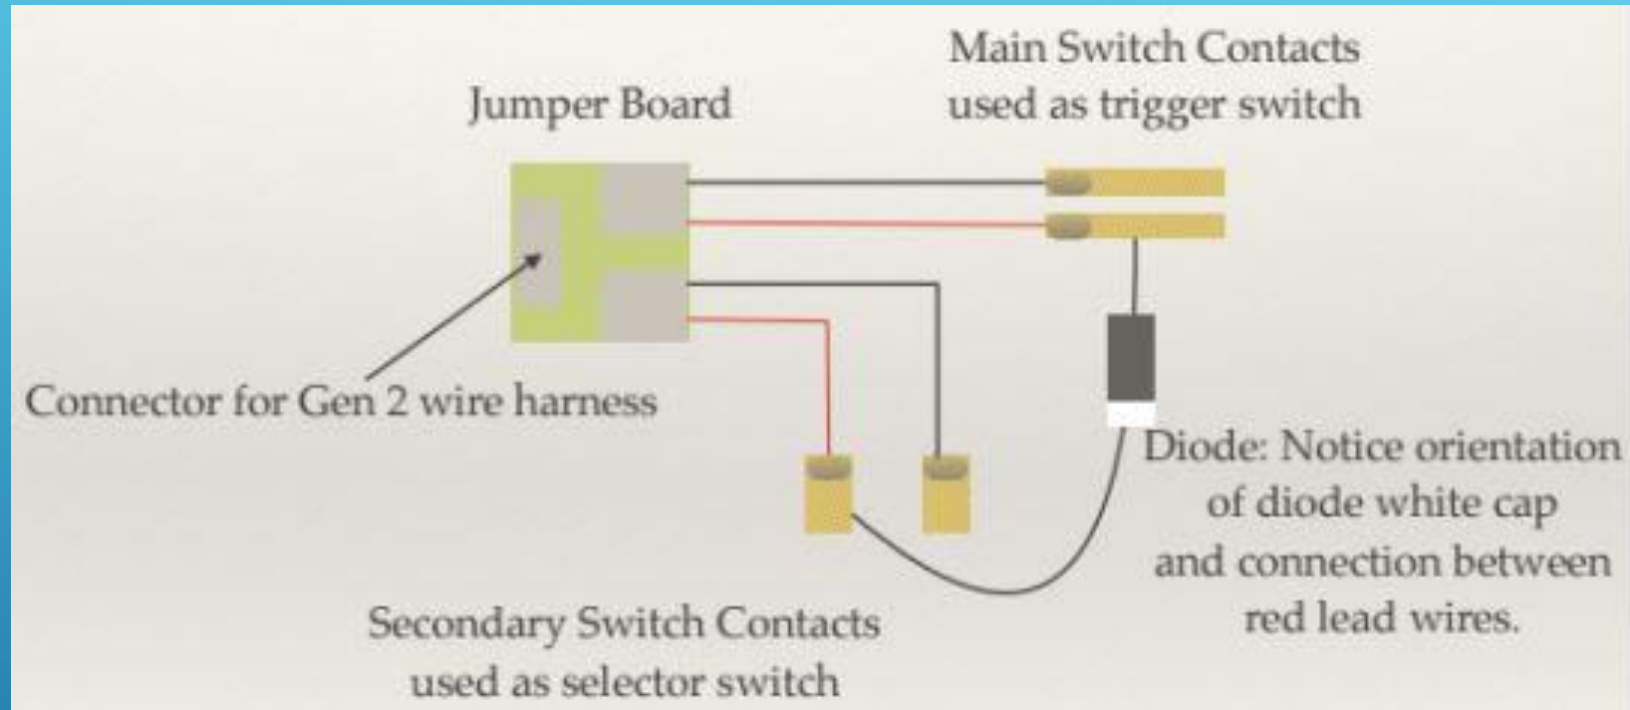 Main Switch Contacts
used as trigger switch
Jumper Board
Connector for Gen 2 wire harness
Diode: Notice orientation
of diode white cap
and connection between
red lead wires.
Secondary Switch Contacts
used as selector switch